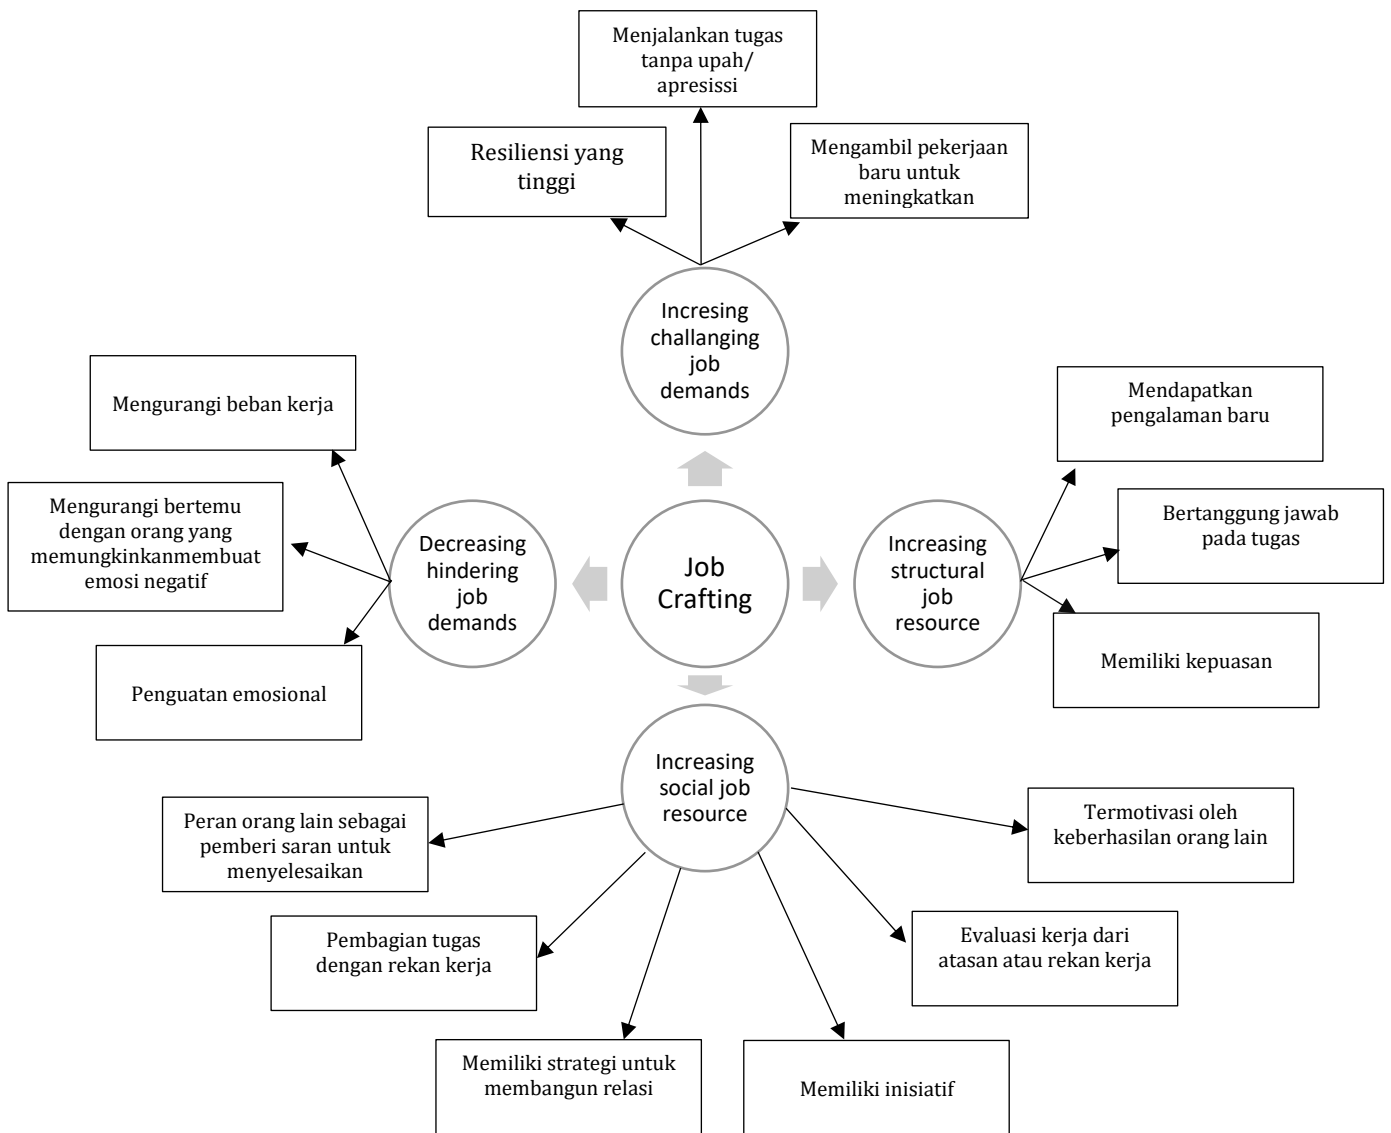 Menjalankan tugas
tanpa upah/
apresissi
Resiliensi yang
tinggi
Mengambil pekerjaan
baru untuk
meningkatkan
Incresing
challanging
job
demands
Mengurangi beban kerja
Mendapatkan
pengalaman baru
Mengurangi bertemu
dengan orang yang
memungkinkanmembuat
emosi negatif
Decreasing
hindering
job
demands
Job
Crafting
Increasing
structural
job
resource
Bertanggung jawab
pada tugas
Penguatan emosional
Memiliki kepuasan
Increasing
social job
resource
Peran orang lain sebagai
pemberi saran untuk
menyelesaikan
Termotivasi oleh
keberhasilan orang lain
Pembagian tugas
dengan rekan kerja
Evaluasi kerja dari
atasan atau rekan kerja
Memiliki strategi untuk
membangun relasi
Memiliki inisiatif